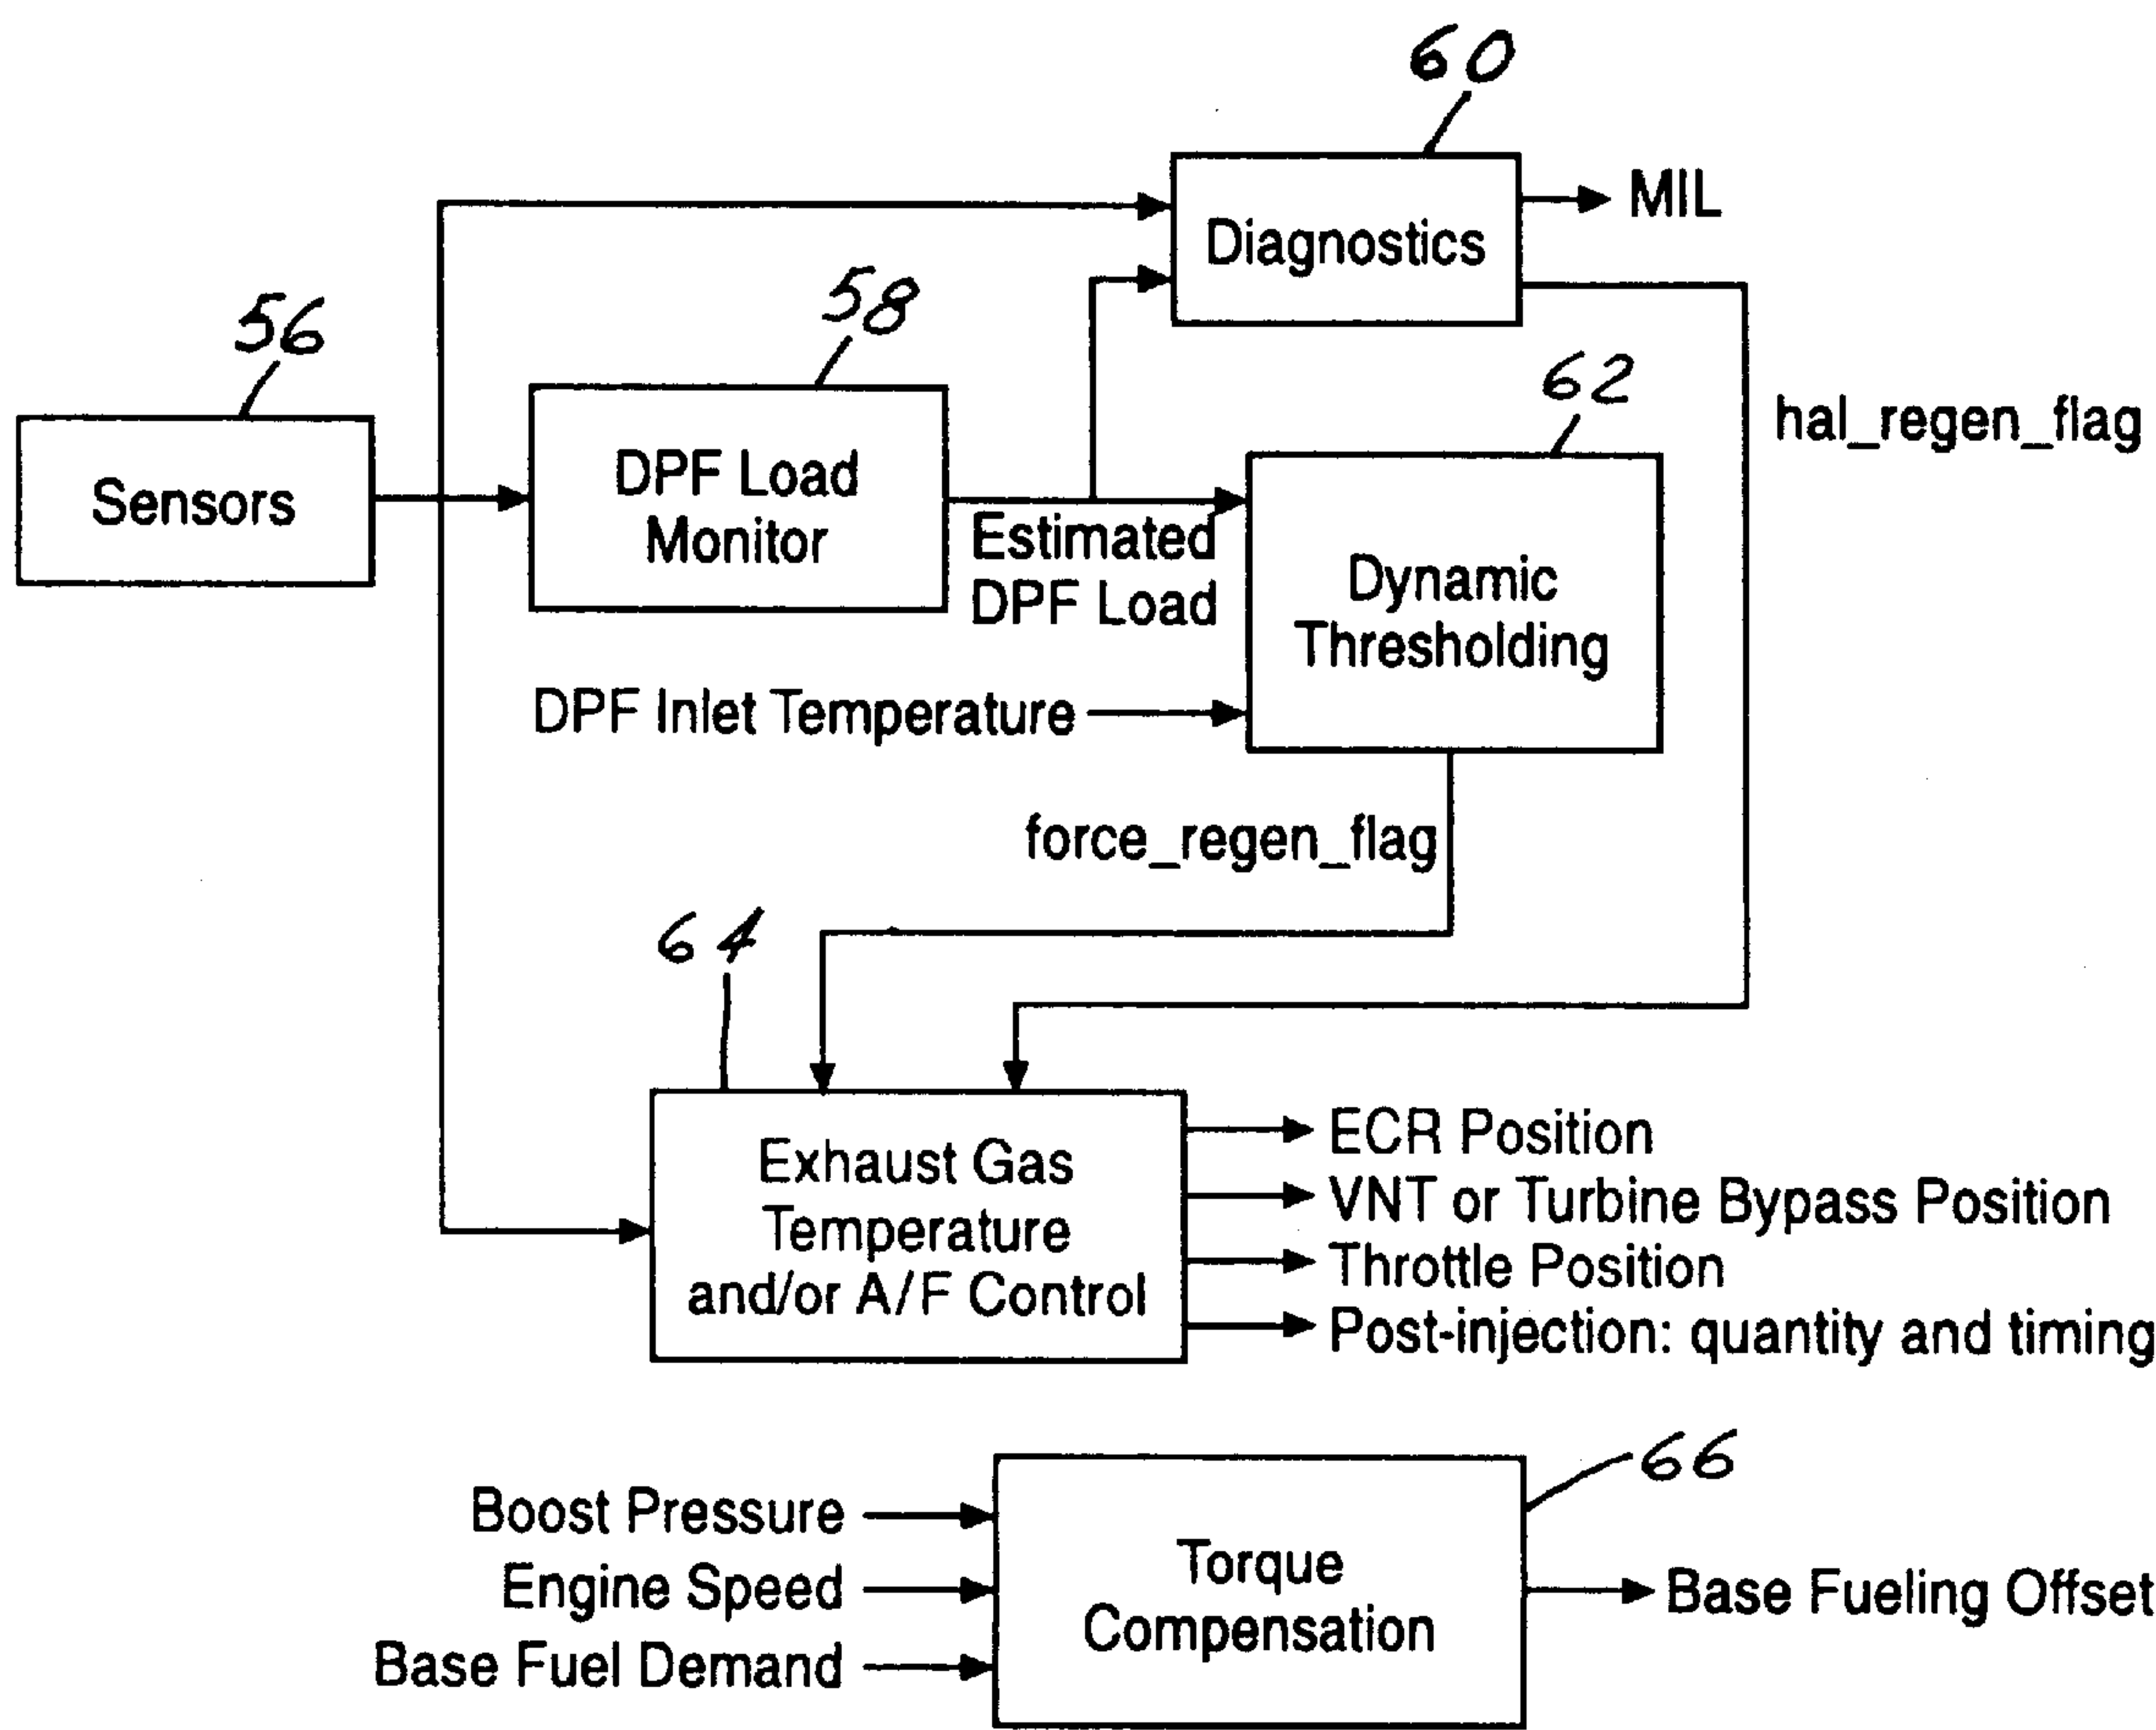 60
MIL
Diagnostics
58
56
62
hal_regen_flag
DPF Load
Monitor
Sensors
Estimated
DPF Load
Dynamic
Thresholding
DPF Inlet Temperature
force_regen_flag
64
Exhaust Gas
Temperature
and/or A/F Control
ECR Position
VNT or Turbine Bypass Position
Throttle Position
Post-injection: quantity and timing
66
Boost Pressure
Engine Speed
Base Fuel Demand
Torque
Compensation
Base Fueling Offset